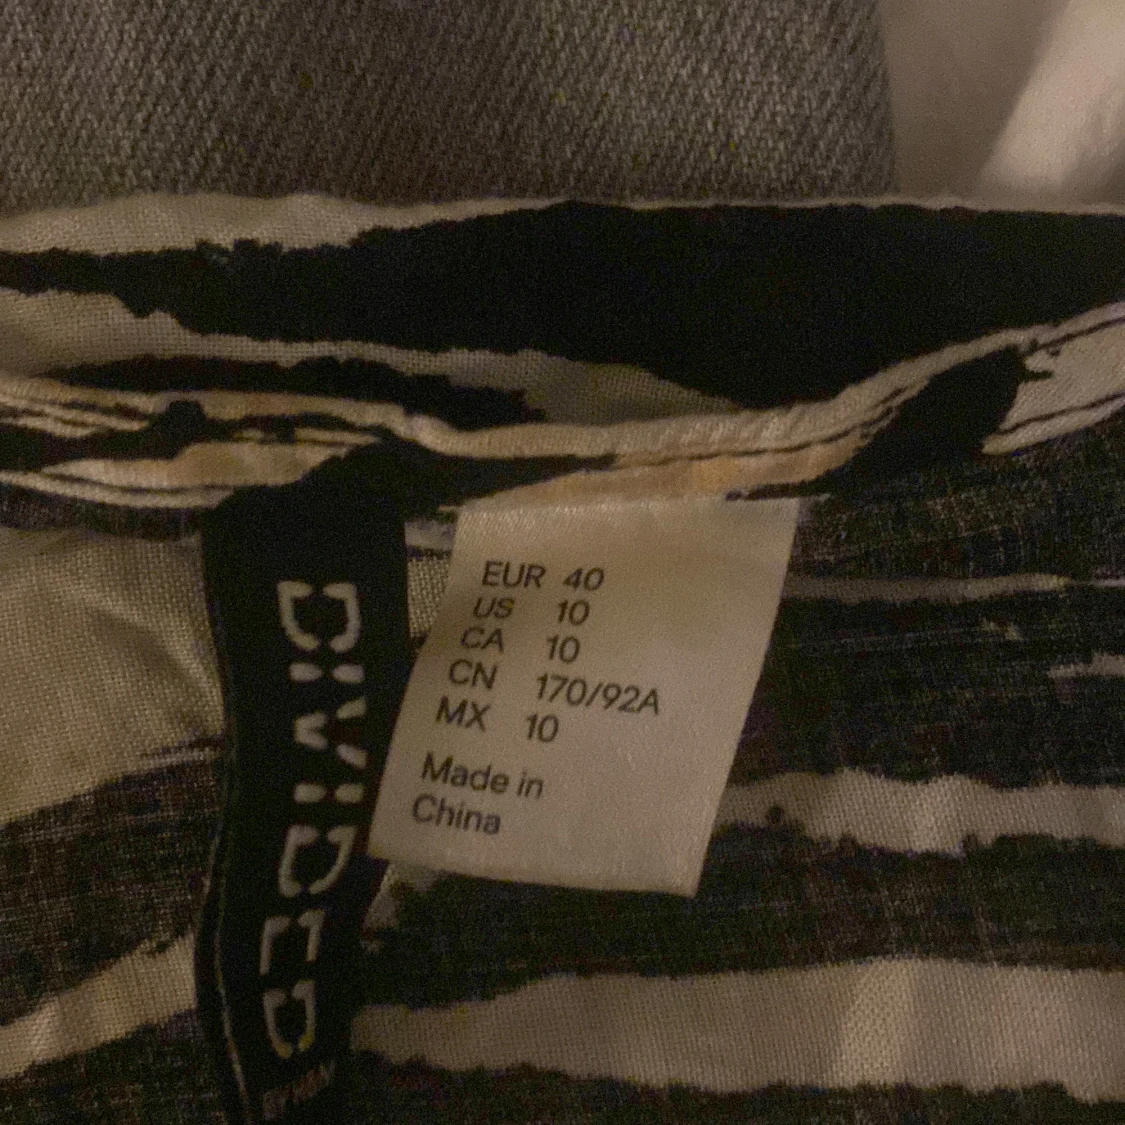 DIVIDED
EUR 40
US 10
CA 10
CN 170/92A
MX 10
Made in
China